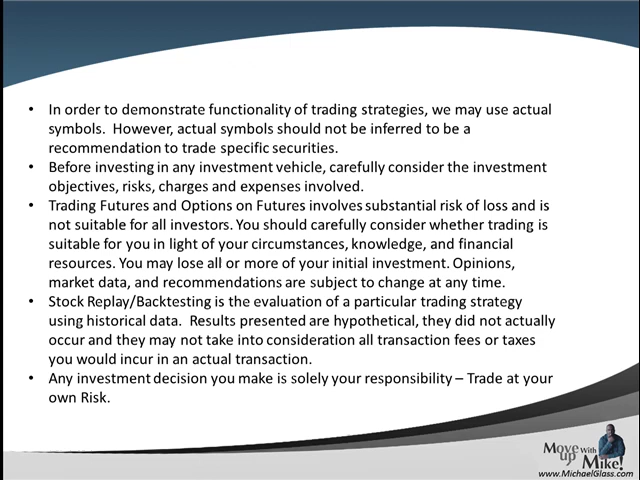 • In order to demonstrate functionality of trading strategies, we may use actual
symbols.  However, actual symbols should not be inferred to be a
recommendation to trade specific securities.
• Before investing in any investment vehicle, carefully consider the investment
objectives, risks, charges and expenses involved.
• Trading Futures and Options on Futures involves substantial risk of loss and is
not suitable for all investors. You should carefully consider whether trading is
suitable for you in light of your circumstances, knowledge, and financial
resources. You may lose all or more of your initial investment. Opinions,
market data, and recommendations are subject to change at any time.
• Stock Replay/Backtesting is the evaluation of a particular trading strategy
using historical data.  Results presented are hypothetical, they did not actually
occur and they may not take into consideration all transaction fees or taxes
you would incur in an actual transaction.
• Any investment decision you make is solely your responsibility – Trade at your
own Risk.
Move up With Mike!
www.MichaelGlass.com